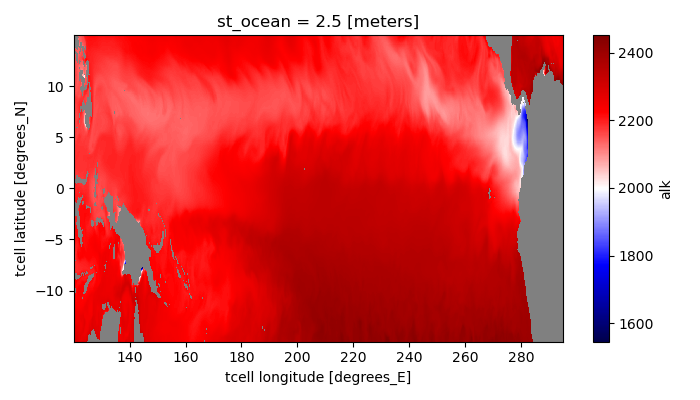 st_ocean = 2.5 [meters]
tcell latitude [degrees_N]
10
5
0
−5
−10
140 160 180 200 220 240 260 280
tcell longitude [degrees_E]
2400
2200
2000
1800
1600
alk